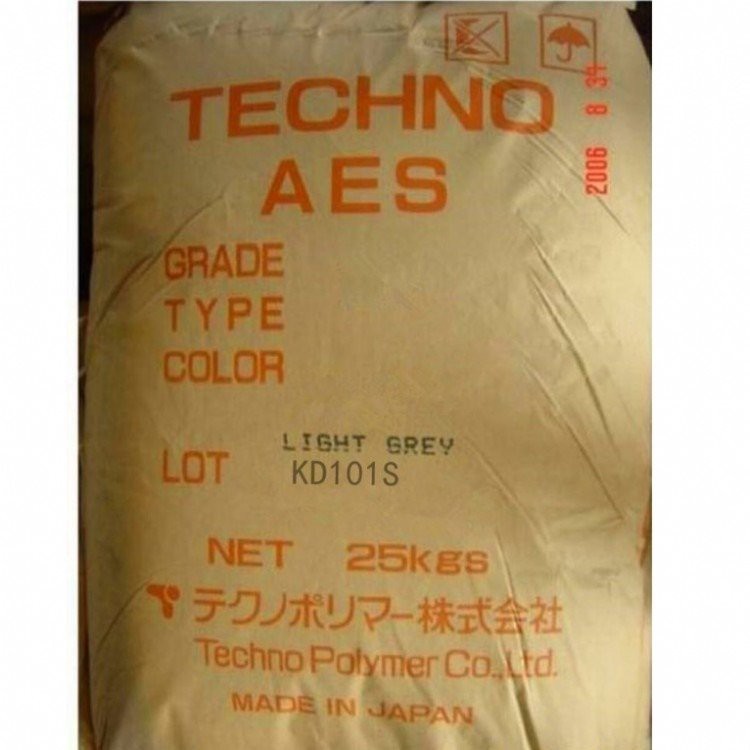 TECHNO
AES
2006 8 31
GRADE
TYPE
COLOR
LIGHT GREY
LOT KD101S
NET 25kgs
テクノポリマー株式会社
Techno Polymer Co., Ltd.
MADE IN JAPAN